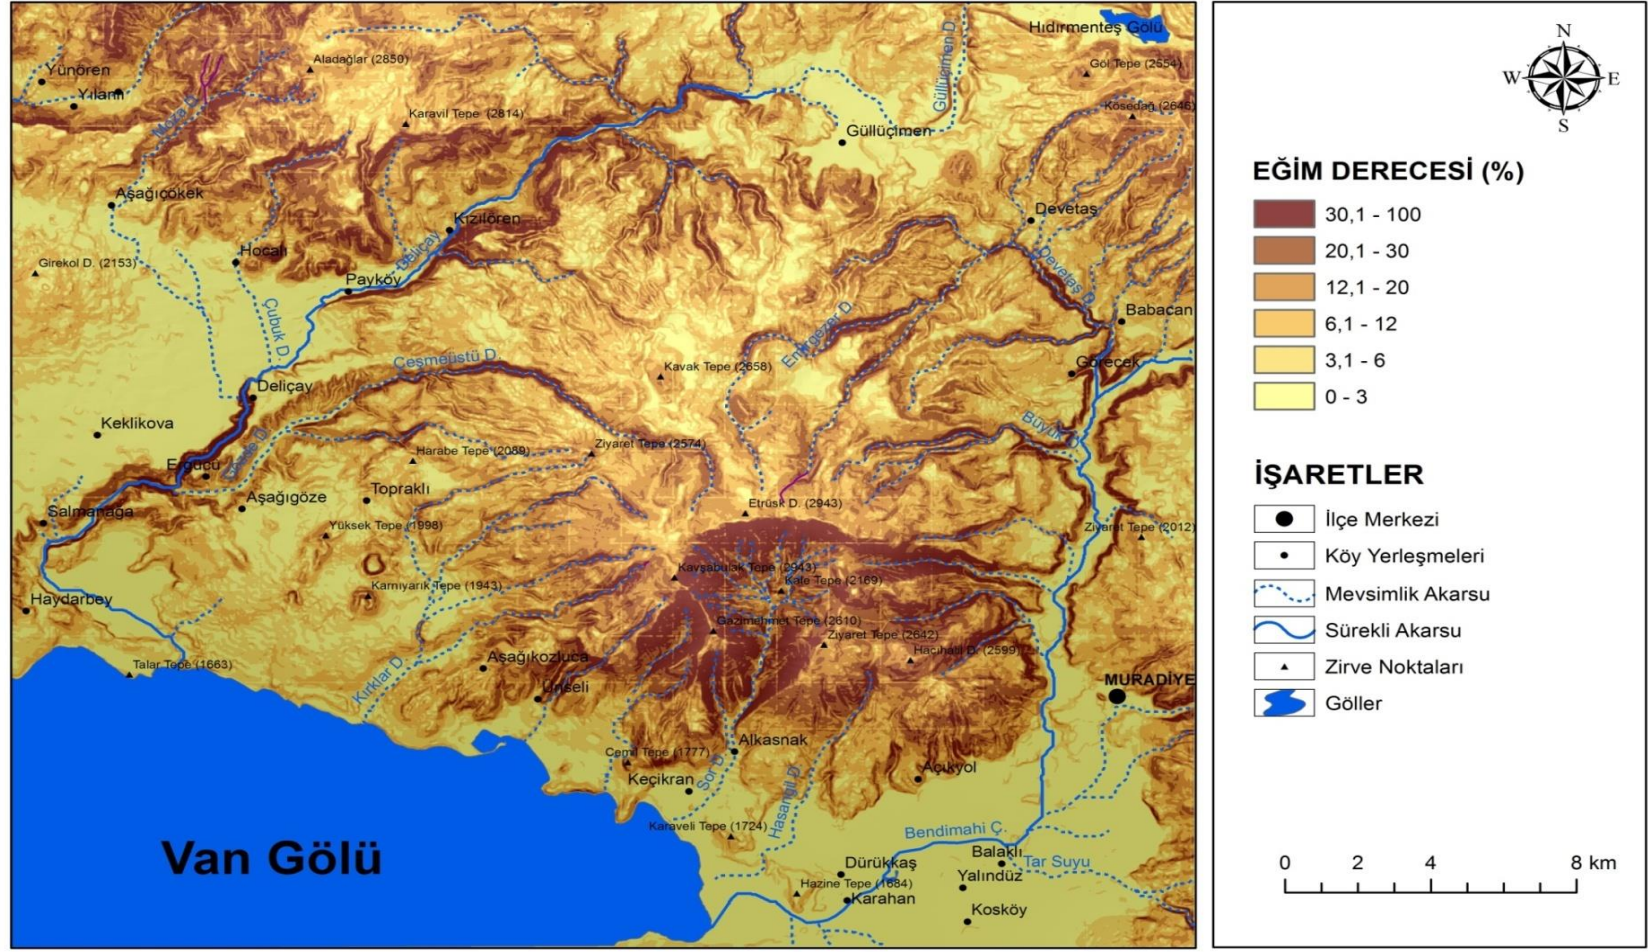 Hıdırmenteş Gölü
Güllüçimen D.
Aladağlar (2850)
Göl Tepe (2554)
Yünören
Yılanlı
Kösedağ (2646)
Karavil Tepe (2814)
Güllüçimen
Aşağıçökek
Devetaş
Kızılören
Deliçay
Hocalı
Girekol D. (2153)
Payköy
Devetaş D.
Babacan
Çubuk D.
Çeşmeüstü D.
Görecek
Kavak Tepe (2658)
Deliçay
Keklikova
Büyük D.
Ziyaret Tepe (2574)
Harabe Tepe (2089)
Ergücü
Topraklı
Aşağıgöze
Etrüsk D. (2943)
Salmanağa
Yüksek Tepe (1998)
Ziyaret Tepe (2012)
Kavşabulak Tepe (2943)
Kale Tepe (2169)
Karnıyarık Tepe (1943)
Haydarbey
Gazimehmet Tepe (2610)
Ziyaret Tepe (2642)
Hacıhalil D. (2599)
Talar Tepe (1663)
Aşağıkozluca
Kırklar D.
Ünseli
MURADİYE
Alkasnak
Cemil Tepe (1777)
Keçikran
Sor D.
Açıkyol
Hasangil D.
Karaveli Tepe (1724)
Bendimahi Ç.
Van Gölü
Dürükkaş
Balaklı
Tar Suyu
Yalındüz
Hazine Tepe (1684)
Karahan
Kosköy
N
W
E
S
EĞİM DERECESİ (%)
30,1 - 100
20,1 - 30
12,1 - 20
6,1 - 12
3,1 - 6
0 - 3
İŞARETLER
İlçe Merkezi
Köy Yerleşmeleri
Mevsimlik Akarsu
Sürekli Akarsu
Zirve Noktaları
Göller
0 2 4 8 km